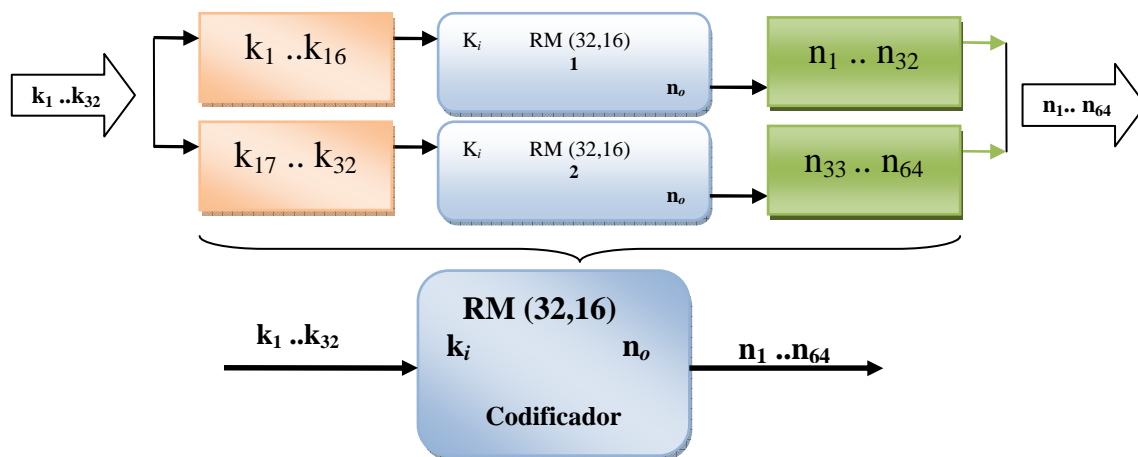 k1 ..k32
k1 ..k16
Ki RM (32,16)
1
no
n1 .. n32
n1.. n64
k17 .. k32
Ki RM (32,16)
2
no
n33 .. n64
RM (32,16)
k1 ..k32
ki no
n1 ..n64
Codificador